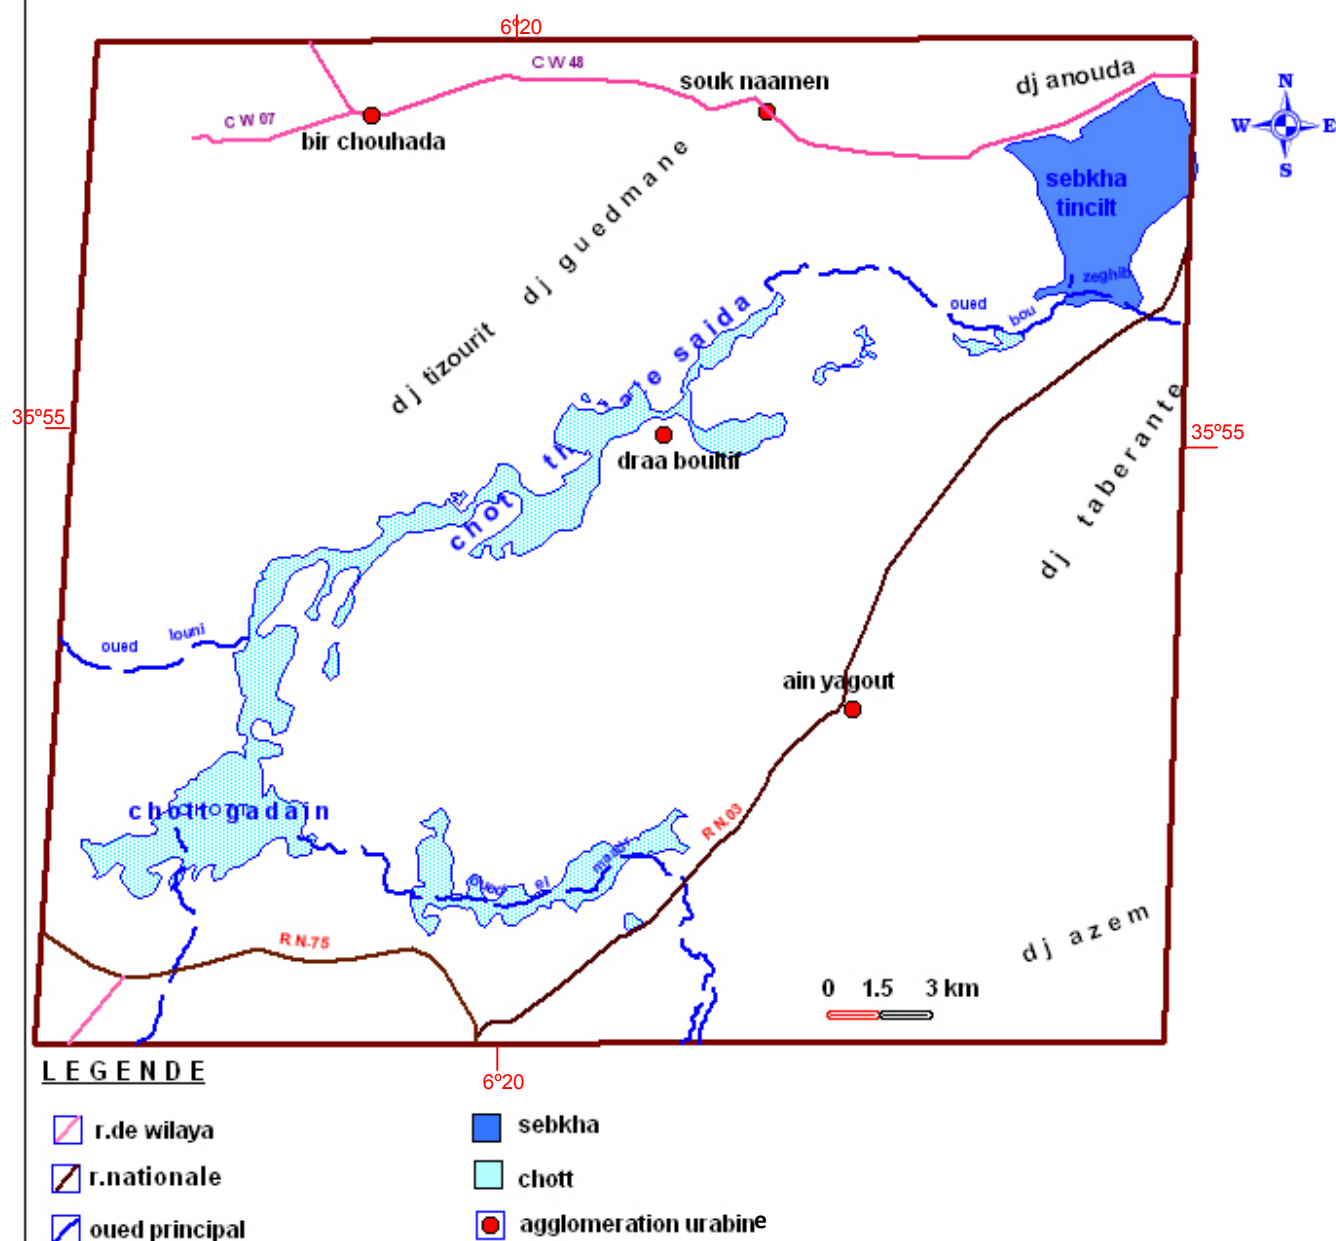 6°20
C W 48
souk naamen
dj anouda
C W 07
bir chouhada
N
W E
S
sebkha
tincilt
dj guedmane
zeghib
oued
bou
dj tizourit
saida
35°55
35°55
draa boultif
chot
dj taberante
oued louni
ain yagout
chott gadain
R N.03
oued el maadr
R N.75
dj azem
0 1.5 3 km
6°20
LEGENDE
r.de wilaya
sebkha
r.nationale
chott
oued principal
agglomeration urabine